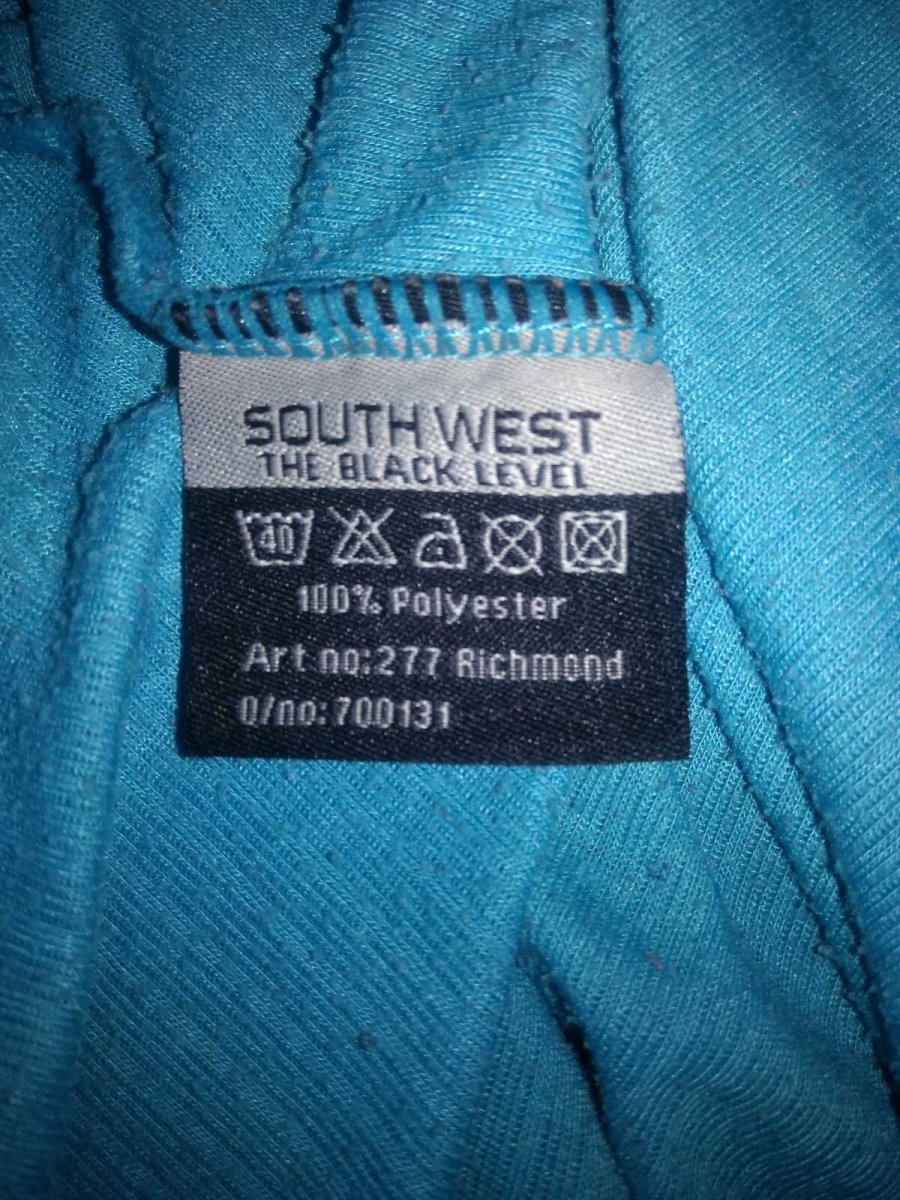 SOUTH WEST
THE BLACK LEVEL
40
100% Polyester
Art no:277 Richmond
O/no:700131